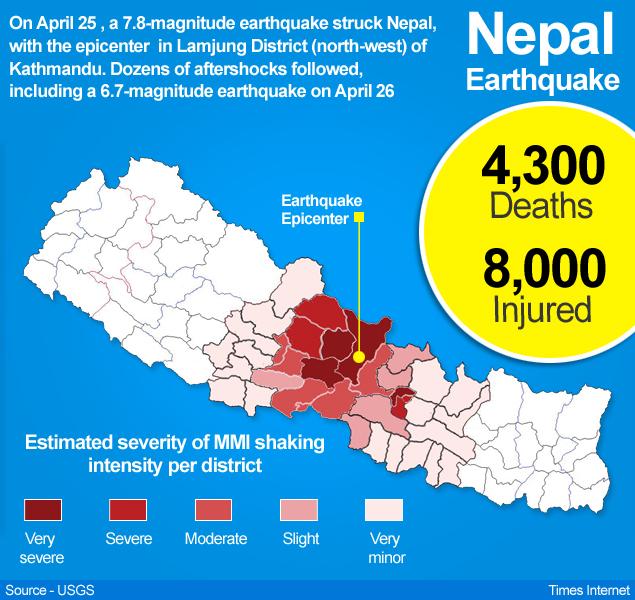 On April 25 , a 7.8-magnitude earthquake struck Nepal,
with the epicenter in Lamjung District (north-west) of
Kathmandu. Dozens of aftershocks followed,
including a 6.7-magnitude earthquake on April 26
Nepal
Earthquake
4,300
Deaths
8,000
Injured
Earthquake
Epicenter
Estimated severity of MMI shaking
intensity per district
Very
severe
Severe
Moderate
Slight
Very
minor
Source - USGS
Times Internet